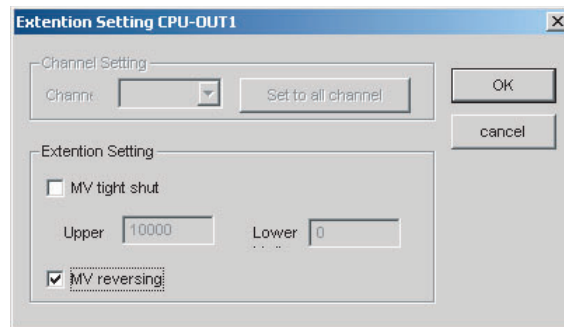 Extention Setting CPU-OUT1
Channel Setting
Channe
Set to all channel
OK
cancel
Extention Setting
MV tight shut
Upper 10000 Lower 0
MV reversing